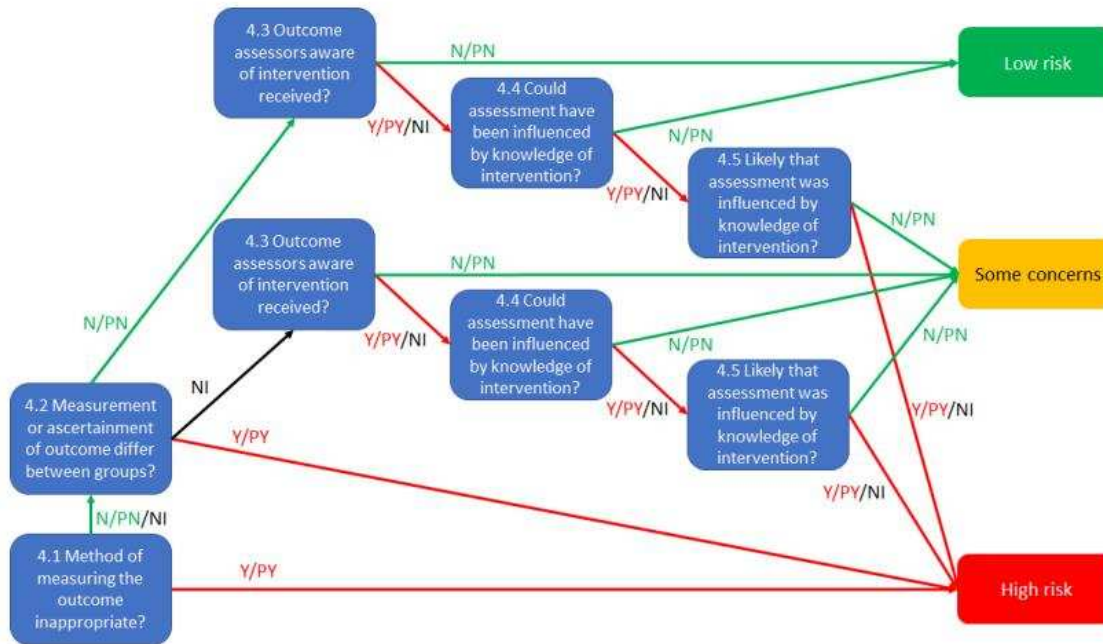 4.3 Outcome
assessors aware
of intervention
received?
N/PN
Low risk
Y/PY/NI
4.4 Could
assessment have
been influenced
by knowledge of
intervention?
N/PN
Y/PY/NI
4.5 Likely that
assessment was
influenced by
knowledge of
intervention?
N/PN
4.3 Outcome
assessors aware
of intervention
received?
N/PN
Some concerns
Y/PY/NI
4.4 Could
assessment have
been influenced
by knowledge of
intervention?
N/PN
Y/PY/NI
4.5 Likely that
assessment was
influenced by
knowledge of
intervention?
N/PN
Y/PY/NI
Y/PY/NI
N/PN
NI
4.2 Measurement
or ascertainment
of outcome differ
between groups?
Y/PY
N/PN/NI
4.1 Method of
measuring the
outcome
inappropriate?
Y/PY
High risk